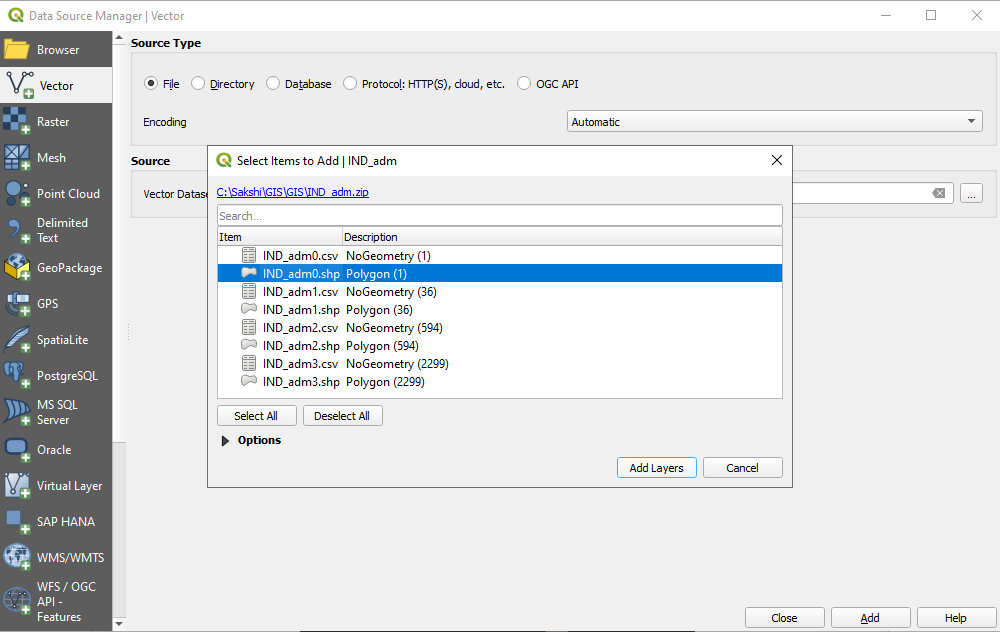 Data Source Manager | Vector
Browser
Vector
Raster
Mesh
Point Cloud
Delimited
Text
GeoPackage
GPS
SpatiaLite
PostgreSQL
MS SQL
Server
Oracle
Virtual Layer
SAP HANA
WMS/WMTS
WFS / OGC
API -
Features
Source Type
File Directory Database Protocol: HTTP(S), cloud, etc. OGC API
Encoding Automatic
Source
Vector Datase
...
Select Items to Add | IND_adm
C:\Sakshi\GIS\GIS\IND_adm.zip
Search...
Item Description
IND_adm0.csv NoGeometry (1)
IND_adm0.shp Polygon (1)
IND_adm1.csv NoGeometry (36)
IND_adm1.shp Polygon (36)
IND_adm2.csv NoGeometry (594)
IND_adm2.shp Polygon (594)
IND_adm3.csv NoGeometry (2299)
IND_adm3.shp Polygon (2299)
Select All Deselect All
Options
Add Layers Cancel
Close Add Help